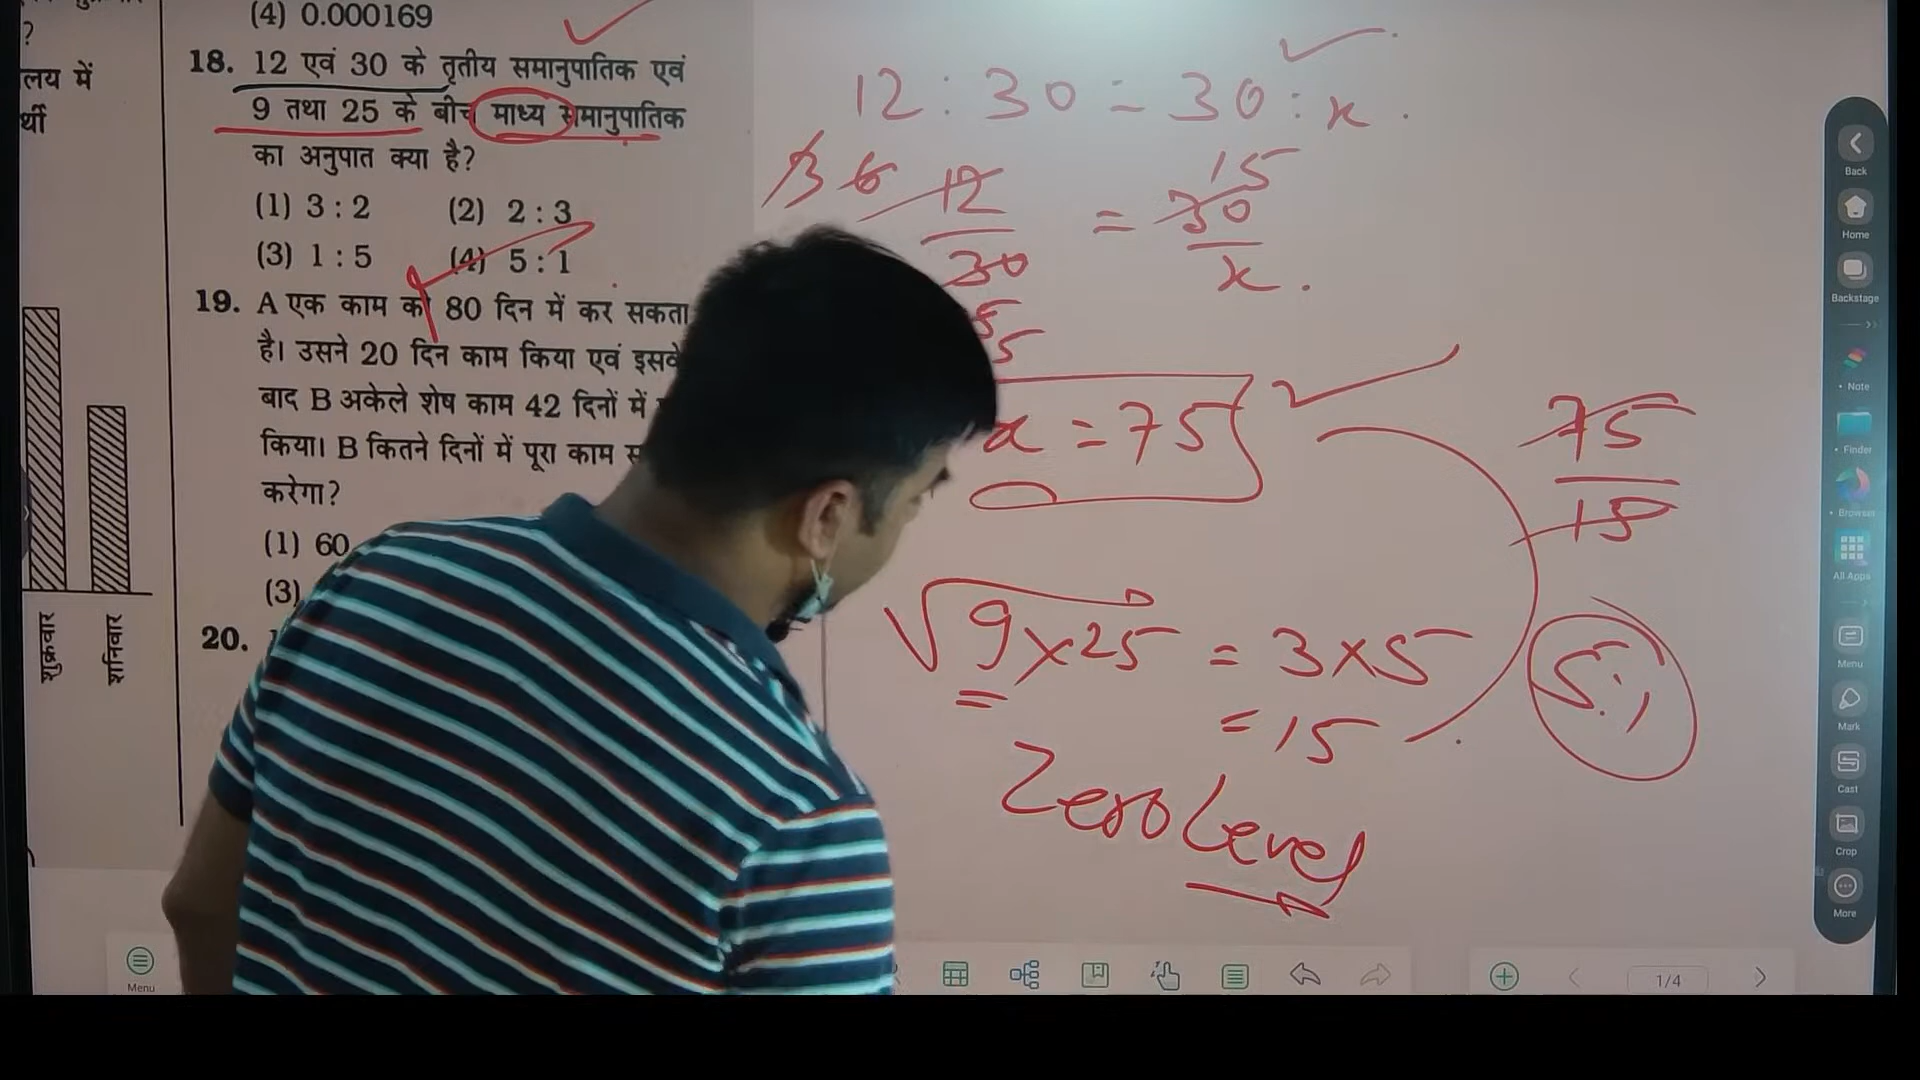 ?
लय में
र्थी
शुक्रवार
शनिवार
(4) 0.000169
18. 12 एवं 30 के तृतीय समानुपातिक एवं
9 तथा 25 के बीच माध्य समानुपातिक
का अनुपात क्या है?
(1) 3 : 2 (2) 2 : 3
(3) 1 : 5 (4) 5 : 1
19. A एक काम को 80 दिन में कर सकता
है। उसने 20 दिन काम किया एवं इसके
बाद B अकेले शेष काम 42 दिनों में
किया। B कितने दिनों में पूरा काम
करेगा?
(1) 60
(3)
20.
12 : 30 = 30 : x
12/30 = 30/x
15
x = 75
75/15
5:1
√9×25 = 3×5
= 15
Zero Level
Back
Home
Backstage
Note
Finder
Browser
All Apps
Menu
Mark
Cast
Crop
More
Menu
1/4